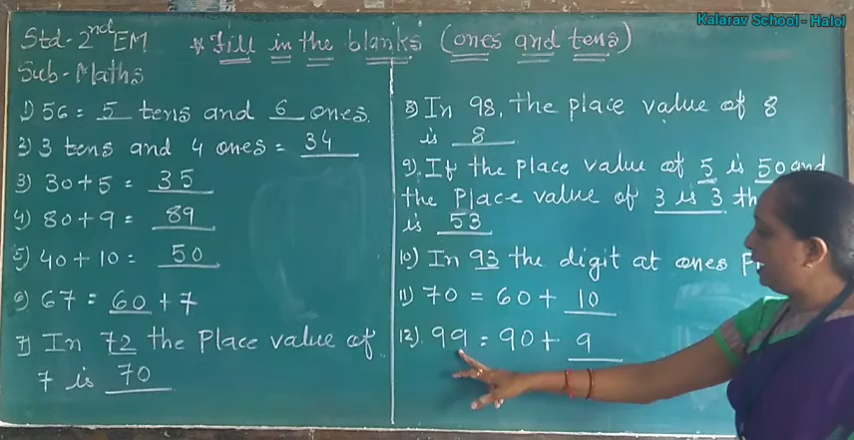 Kalarav School - Halol
Std - 2nd EM
* Fill in the blanks (ones and tens)
Sub - Maths
1) 56 = 5 tens and 6 ones.
2) 3 tens and 4 ones = 34
3) 30 + 5 = 35
4) 80 + 9 = 89
5) 40 + 10 = 50
6) 67 = 60 + 7
7) In 72 the Place value of
7 is 70
8) In 98, the place value of 8
is 8
9) If the place value of 5 is 50 and
the Place value of 3 is 3
is 53
10) In 93 the digit at ones
11) 70 = 60 + 10
12). 99 = 90 + 9